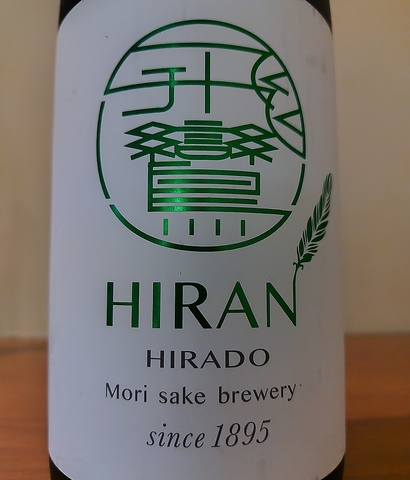 HIRAN
HIRADO
Mori sake brewery
since 1895